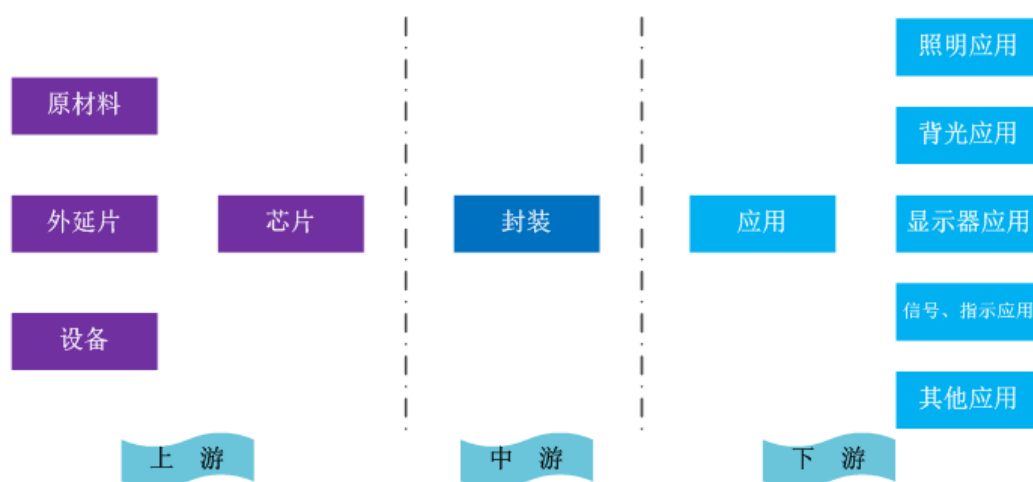 照明应用
原材料
背光应用
外延片
芯片
封装
应用
显示器应用
信号、指示应用
设备
其他应用
上 游
中 游
下 游